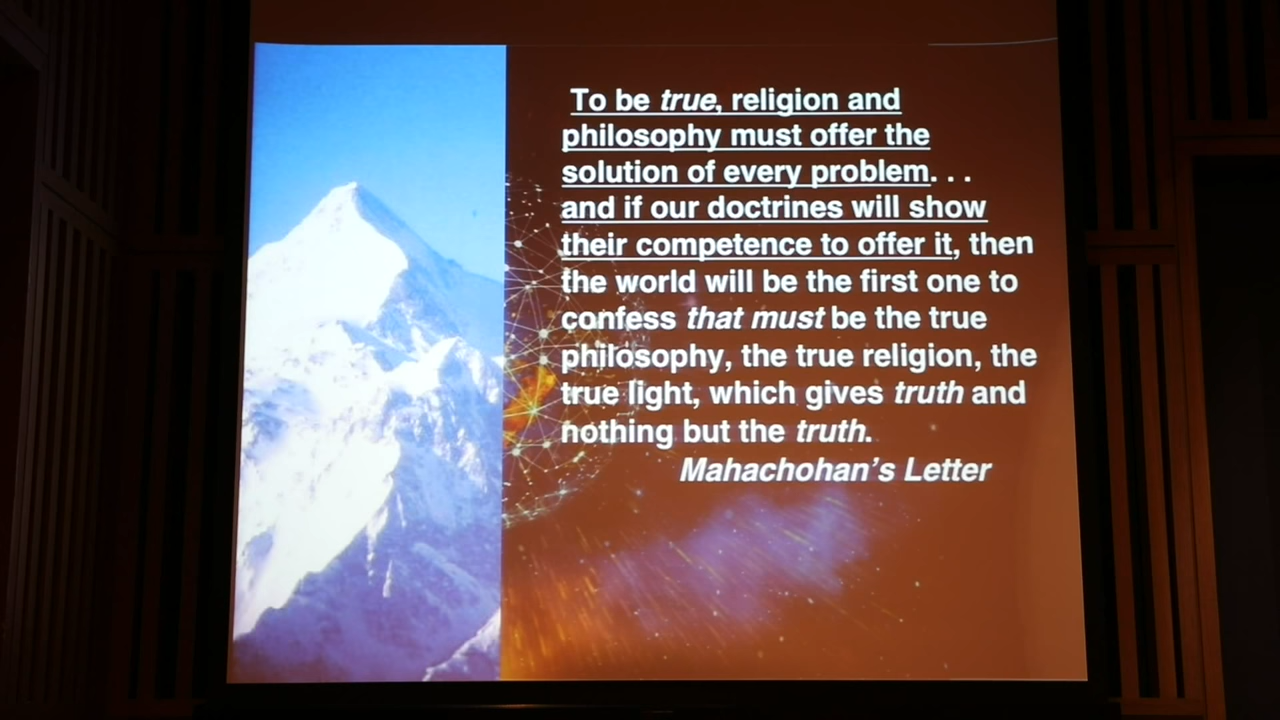 To be true, religion and
philosophy must offer the
solution of every problem. . .
and if our doctrines will show
their competence to offer it, then
the world will be the first one to
confess that must be the true
philosophy, the true religion, the
true light, which gives truth and
nothing but the truth.
Mahachohan's Letter